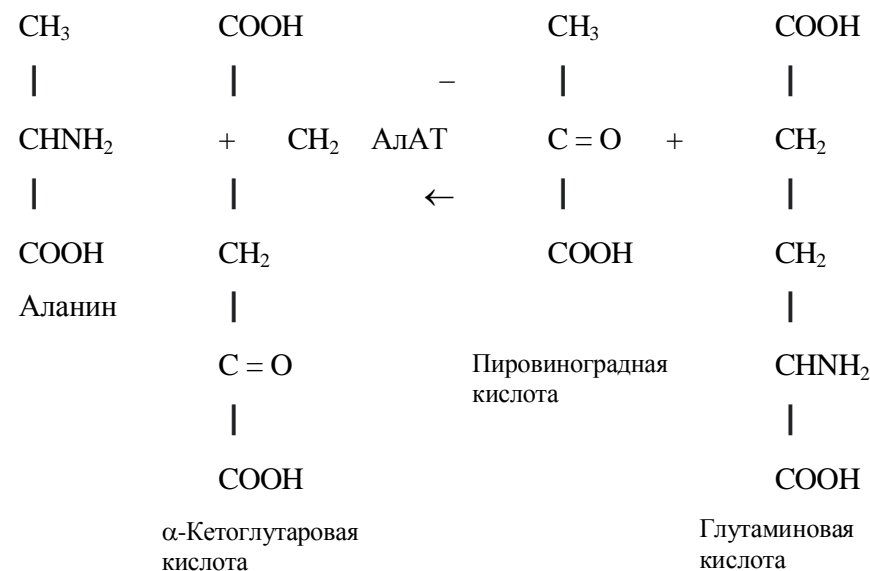 CH₃ COOH CH₃ COOH
| | – | |
CHNH₂ + CH₂ АлАТ C = O + CH₂
| | ← | |
COOH CH₂ COOH CH₂
Аланин | |
C = O Пировиноградная кислота CHNH₂
| |
COOH COOH
α-Кетоглутаровая кислота Глутаминовая кислота